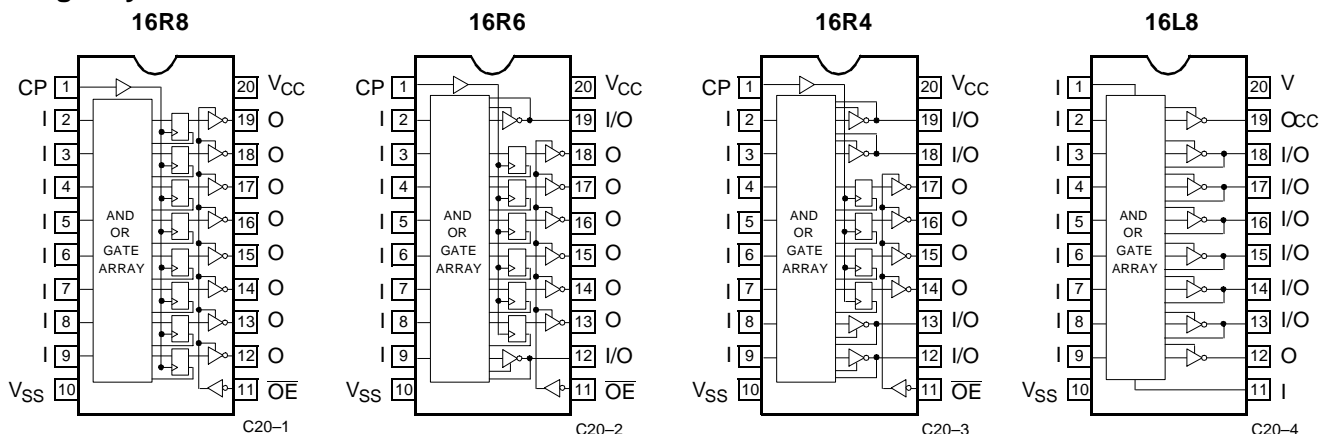 16R8
CP 1 20 VCC
I 2 19 O
I 3 18 O
I 4 17 O
I 5 16 O
I 6 15 O
I 7 14 O
I 8 13 O
I 9 12 O
VSS 10 11 OE
AND
OR
GATE
ARRAY
C20–1
16R6
CP 1 20 VCC
I 2 19 I/O
I 3 18 O
I 4 17 O
I 5 16 O
I 6 15 O
I 7 14 O
I 8 13 O
I 9 12 I/O
VSS 10 11 OE
AND
OR
GATE
ARRAY
C20–2
16R4
CP 1 20 VCC
I 2 19 I/O
I 3 18 I/O
I 4 17 O
I 5 16 O
I 6 15 O
I 7 14 O
I 8 13 I/O
I 9 12 I/O
VSS 10 11 OE
AND
OR
GATE
ARRAY
C20–3
16L8
I 1 20 V
I 2 19 OCC
I 3 18 I/O
I 4 17 I/O
I 5 16 I/O
I 6 15 I/O
I 7 14 I/O
I 8 13 I/O
I 9 12 O
VSS 10 11 I
AND
OR
GATE
ARRAY
C20–4